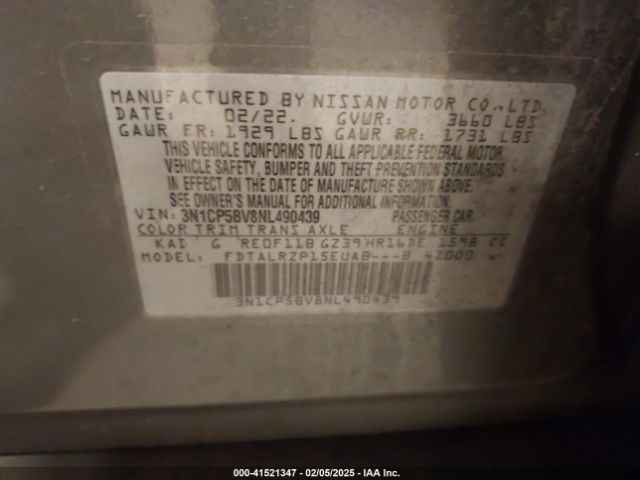 MANUFACTURED BY NISSAN MOTOR CO., LTD.
DATE: 02/22. GVWR: 3660 LBS
GAWR FR: 1929 LBS GAWR RR: 1731 LBS
THIS VEHICLE CONFORMS TO ALL APPLICABLE FEDERAL MOTOR
VEHICLE SAFETY, BUMPER AND THEFT PREVENTION STANDARDS
IN EFFECT ON THE DATE OF MANUFACTURE SHOWN ABOVE.
SEE OWNER'S MANUAL FOR ADDITIONAL INFORMATION.
VIN: 3N1CP5BV8NL490439 PASSENGER CAR
COLOR TRIM TRANS AXLE ENGINE
KAD G RE0F11B GZ39 HR16DE 1598 CC
MODEL: FDTALRZP15EUAB---B 42000
3N1CP5BV8NL490439
000-41521347 | 02/05/2025 | IAA Inc.